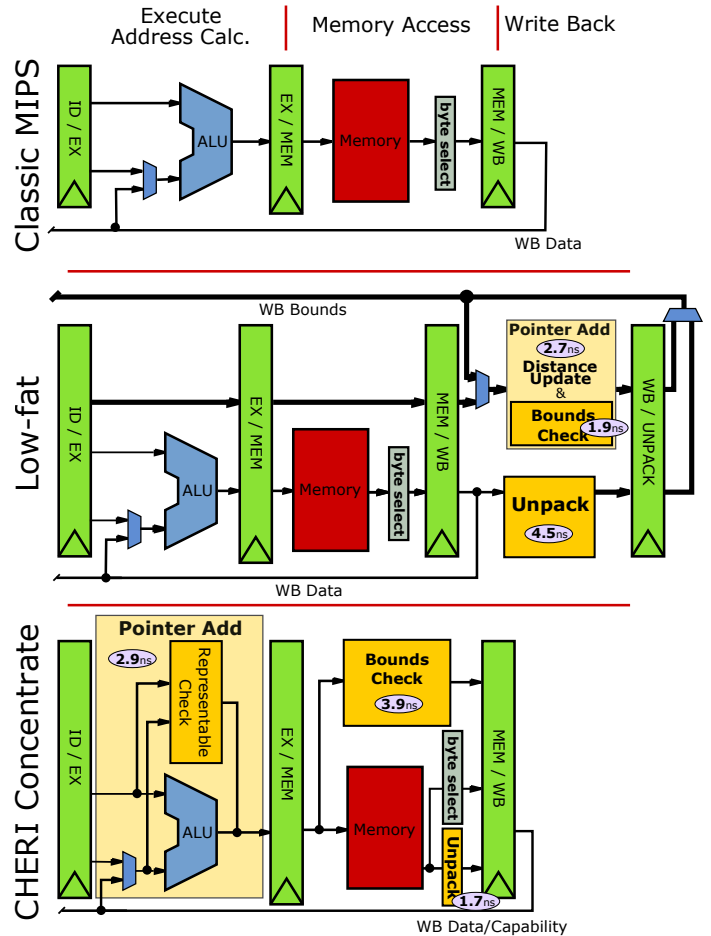 Execute
Address Calc.
Memory Access
Write Back
Classic MIPS
ID / EX
ALU
EX / MEM
Memory
byte select
MEM / WB
WB Data
Low-fat
WB Bounds
ID / EX
ALU
EX / MEM
Memory
byte select
MEM / WB
Pointer Add
2.7ns
Distance
Update
&
Bounds
Check
1.9ns
Unpack
4.5ns
WB / UNPACK
WB Data
CHERI Concentrate
Pointer Add
2.9ns
Representable
Check
ID / EX
ALU
EX / MEM
Bounds
Check
3.9ns
Memory
byte select
Unpack
1.7ns
MEM / WB
WB Data/Capability